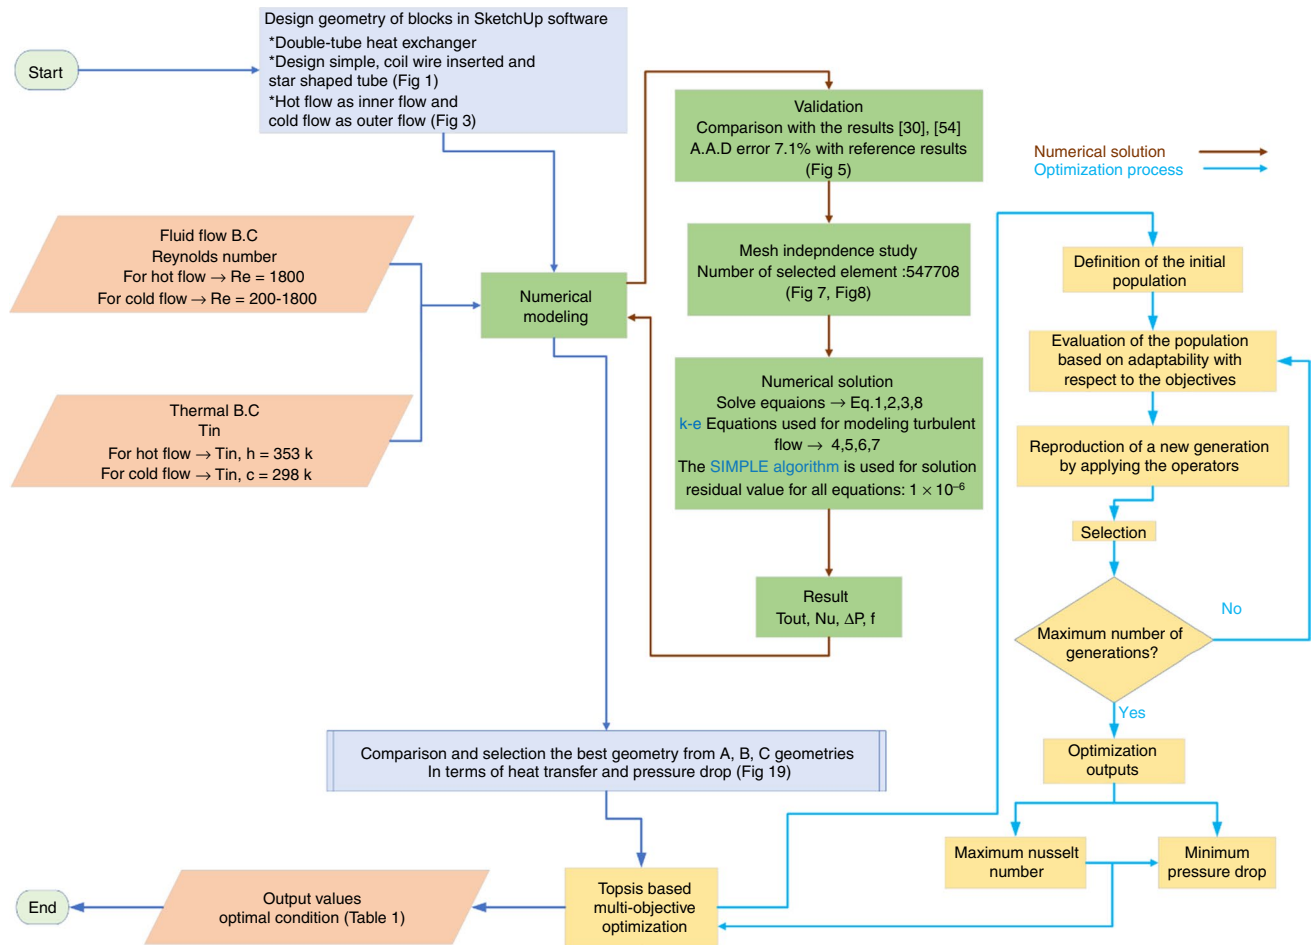 Start
Design geometry of blocks in SketchUp software
*Double-tube heat exchanger
*Design simple, coil wire inserted and
star shaped tube (Fig 1)
*Hot flow as inner flow and
cold flow as outer flow (Fig 3)
Fluid flow B.C
Reynolds number
For hot flow → Re = 1800
For cold flow → Re = 200-1800
Thermal B.C
Tin
For hot flow → Tin, h = 353 k
For cold flow → Tin, c = 298 k
Numerical
modeling
Validation
Comparison with the results [30], [54]
A.A.D error 7.1% with reference results
(Fig 5)
Mesh indepndence study
Number of selected element :547708
(Fig 7, Fig8)
Numerical solution
Solve equaions → Eq.1,2,3,8
k-e Equations used for modeling turbulent
flow → 4,5,6,7
The SIMPLE algorithm is used for solution
residual value for all equations: 1 × 10⁻⁶
Result
Tout, Nu, ΔP, f
Numerical solution
Optimization process
Definition of the initial
population
Evaluation of the population
based on adaptability with
respect to the objectives
Reproduction of a new generation
by applying the operators
Selection
Maximum number of
generations?
No
Yes
Optimization
outputs
Maximum nusselt
number
Minimum
pressure drop
Comparison and selection the best geometry from A, B, C geometries
In terms of heat transfer and pressure drop (Fig 19)
Topsis based
multi-objective
optimization
Output values
optimal condition (Table 1)
End